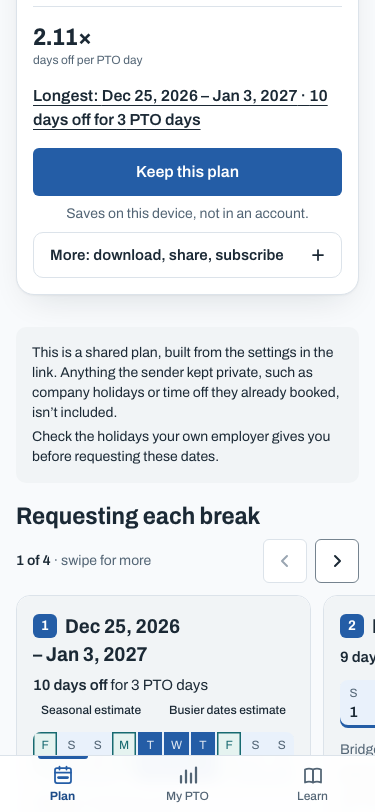 2.11×
days off per PTO day
Longest: Dec 25, 2026 – Jan 3, 2027 · 10
days off for 3 PTO days
Keep this plan
Saves on this device, not in an account.
More: download, share, subscribe +
This is a shared plan, built from the settings in the
link. Anything the sender kept private, such as
company holidays or time off they already booked,
isn’t included.
Check the holidays your own employer gives you
before requesting these dates.
Requesting each break
1 of 4 · swipe for more
1 Dec 25, 2026
– Jan 3, 2027
10 days off for 3 PTO days
Seasonal estimate Busier dates estimate
F S S M T W T F S S
2
9 day
S
1
Bridge
Plan My PTO Learn